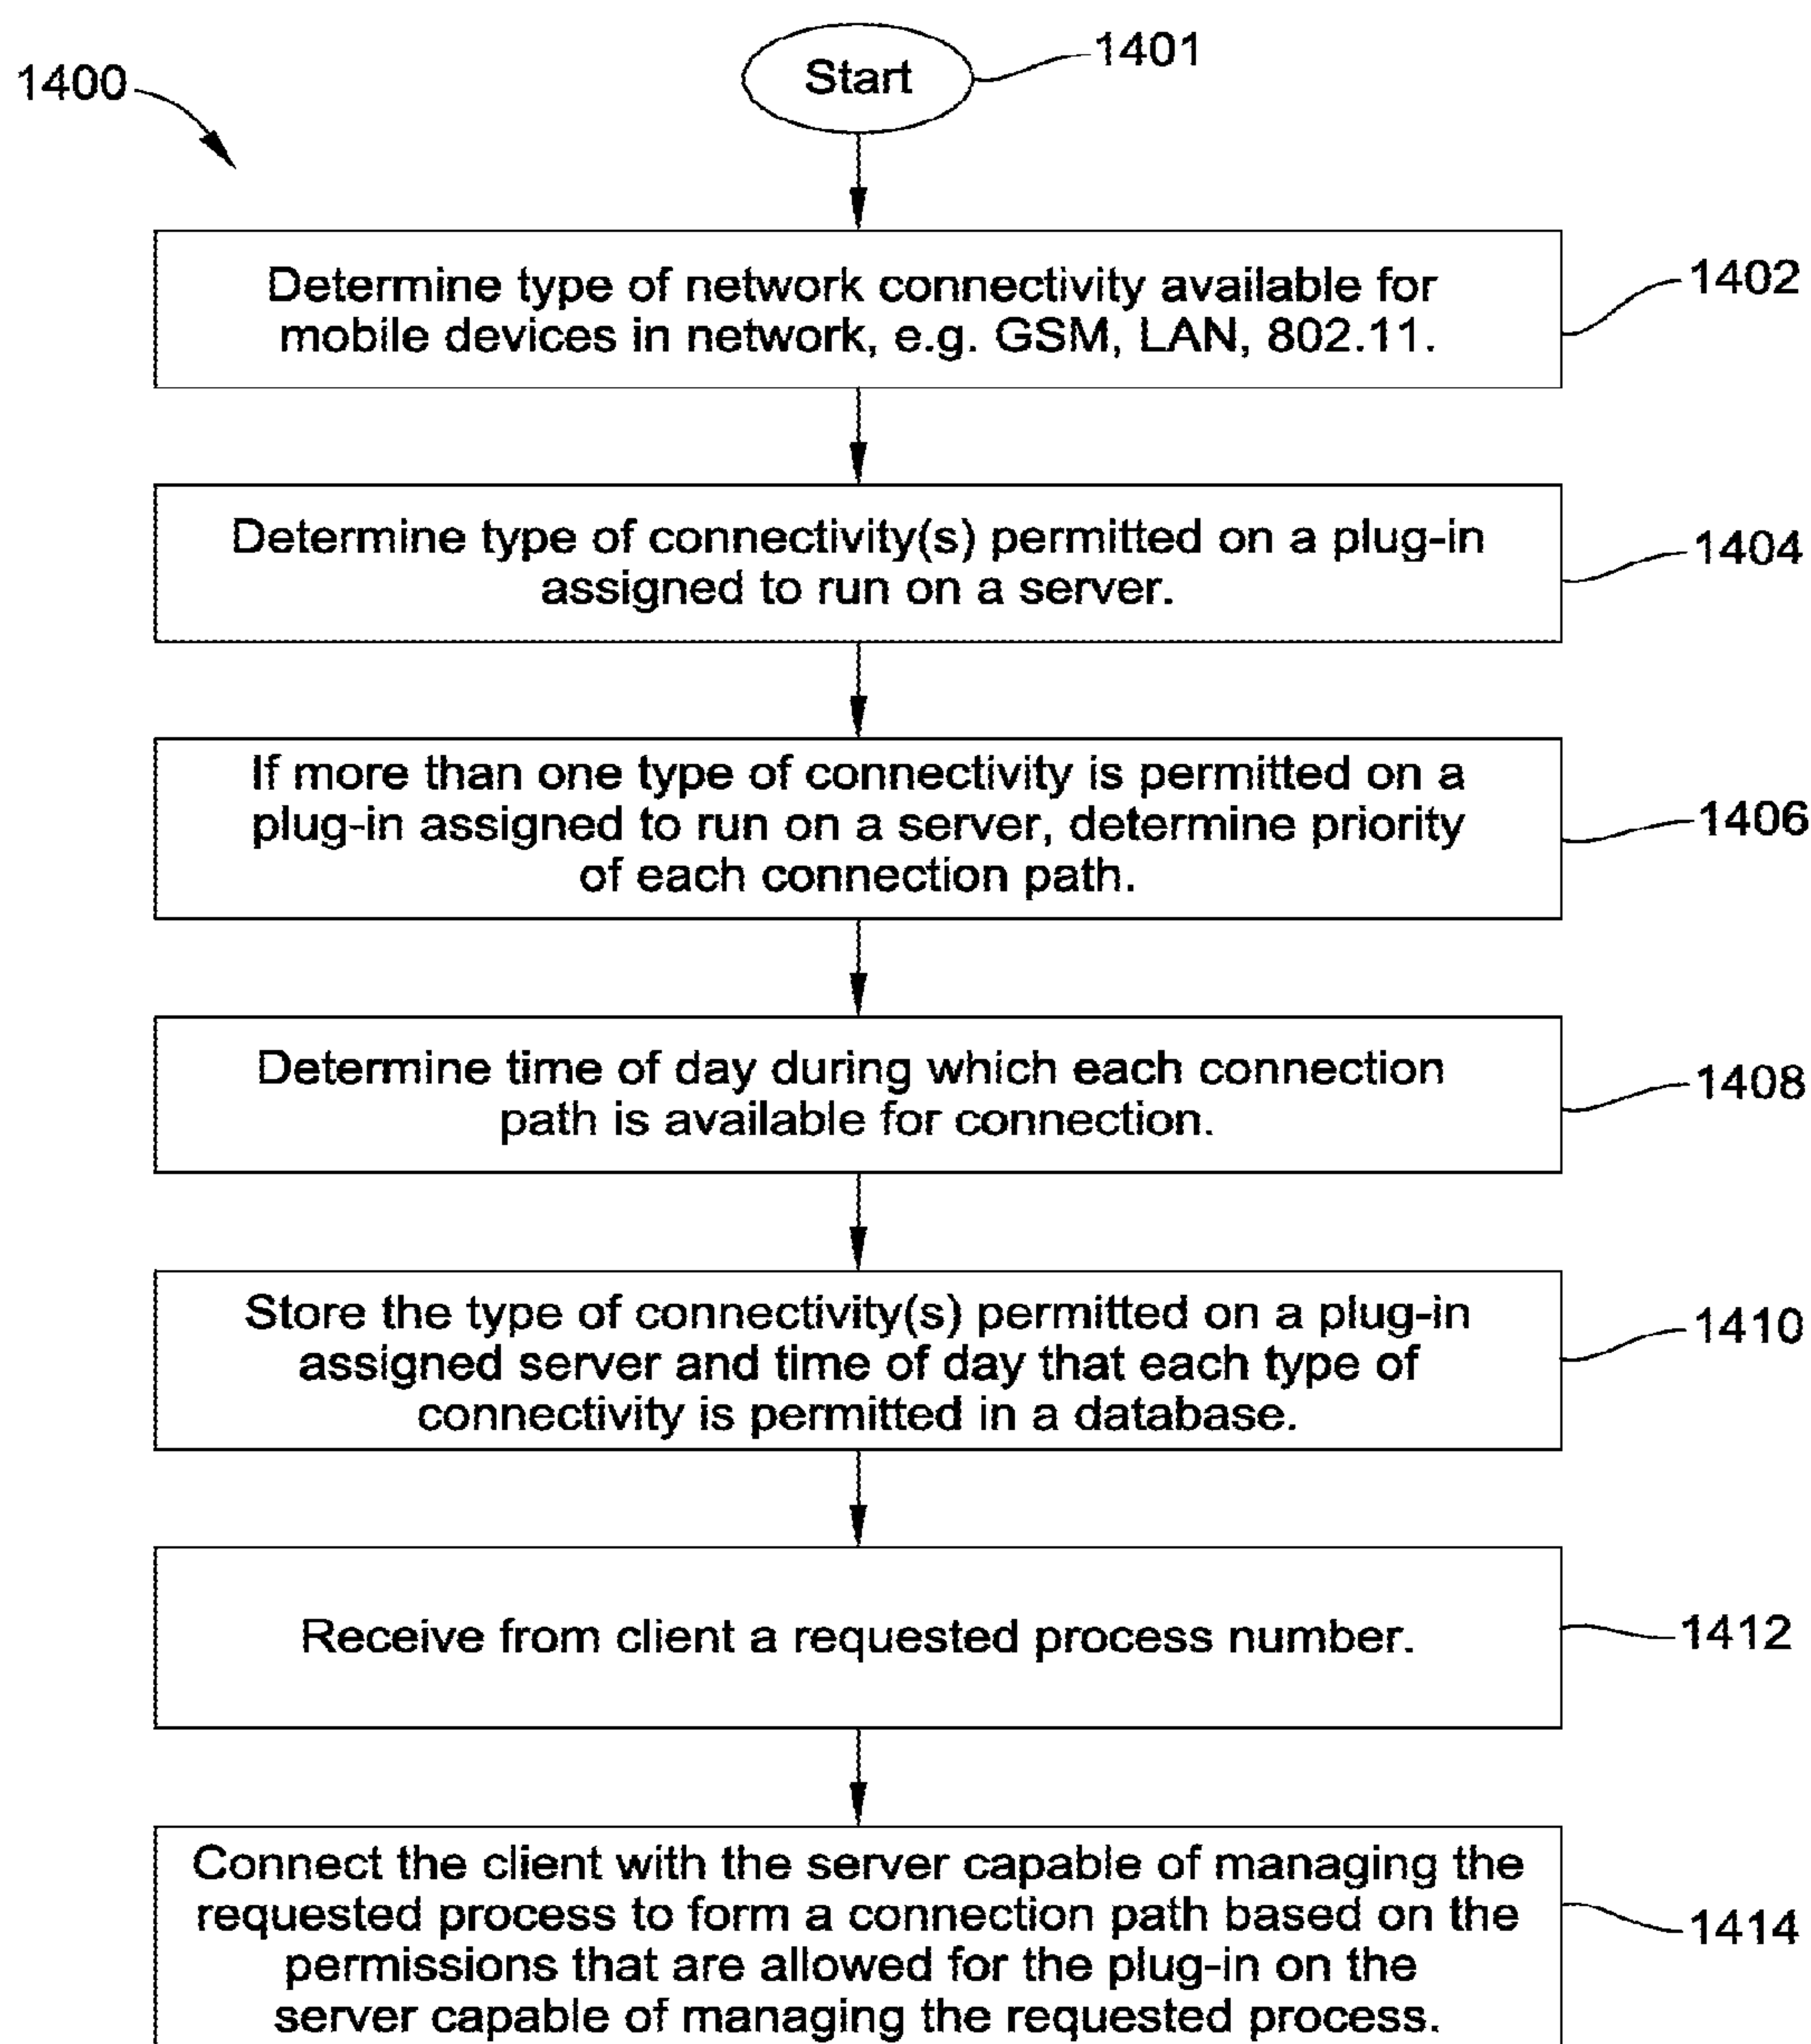 1400
Start
1401
Determine type of network connectivity available for
mobile devices in network, e.g. GSM, LAN, 802.11.
1402
Determine type of connectivity(s) permitted on a plug-in
assigned to run on a server.
1404
If more than one type of connectivity is permitted on a
plug-in assigned to run on a server, determine priority
of each connection path.
1406
Determine time of day during which each connection
path is available for connection.
1408
Store the type of connectivity(s) permitted on a plug-in
assigned server and time of day that each type of
connectivity is permitted in a database.
1410
Receive from client a requested process number.
1412
Connect the client with the server capable of managing the
requested process to form a connection path based on the
permissions that are allowed for the plug-in on the
server capable of managing the requested process.
1414